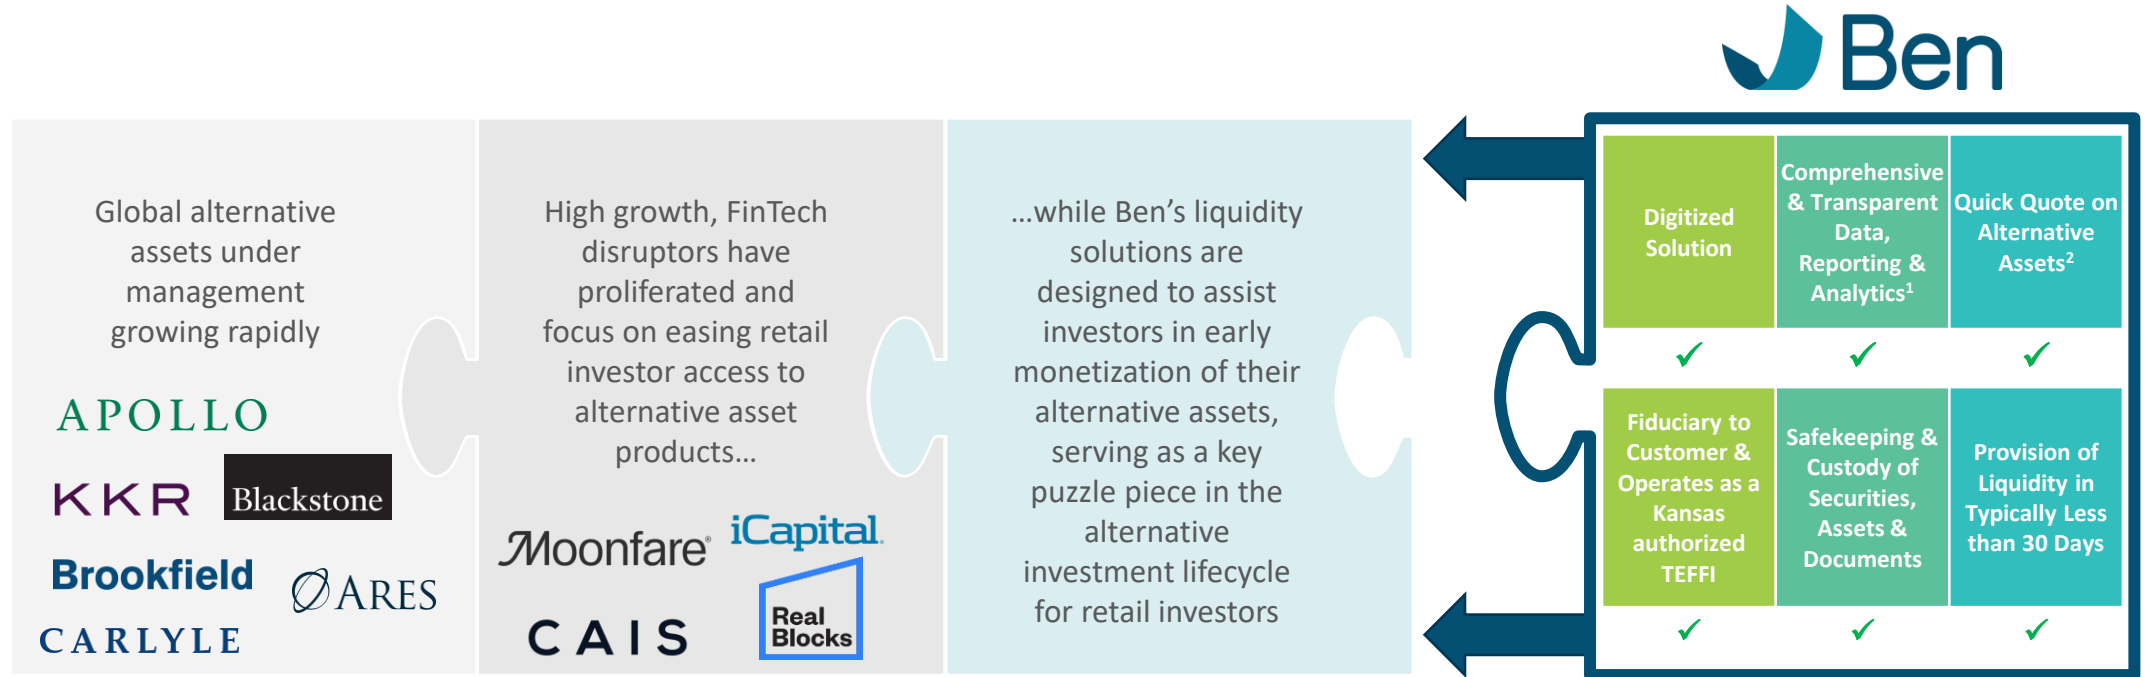 Ben
Global alternative
assets under
management
growing rapidly
APOLLO
KKR
Blackstone
Brookfield
ARES
CARLYLE
High growth, FinTech
disruptors have
proliferated and
focus on easing retail
investor access to
alternative asset
products…
Moonfare®
iCapital.
CAIS
Real
Blocks
…while Ben’s liquidity
solutions are
designed to assist
investors in early
monetization of their
alternative assets,
serving as a key
puzzle piece in the
alternative
investment lifecycle
for retail investors
Digitized
Solution
Comprehensive
& Transparent
Data,
Reporting &
Analytics¹
Quick Quote on
Alternative
Assets²
Fiduciary to
Customer &
Operates as a
Kansas
authorized
TEFFI
Safekeeping &
Custody of
Securities,
Assets &
Documents
Provision of
Liquidity in
Typically Less
than 30 Days